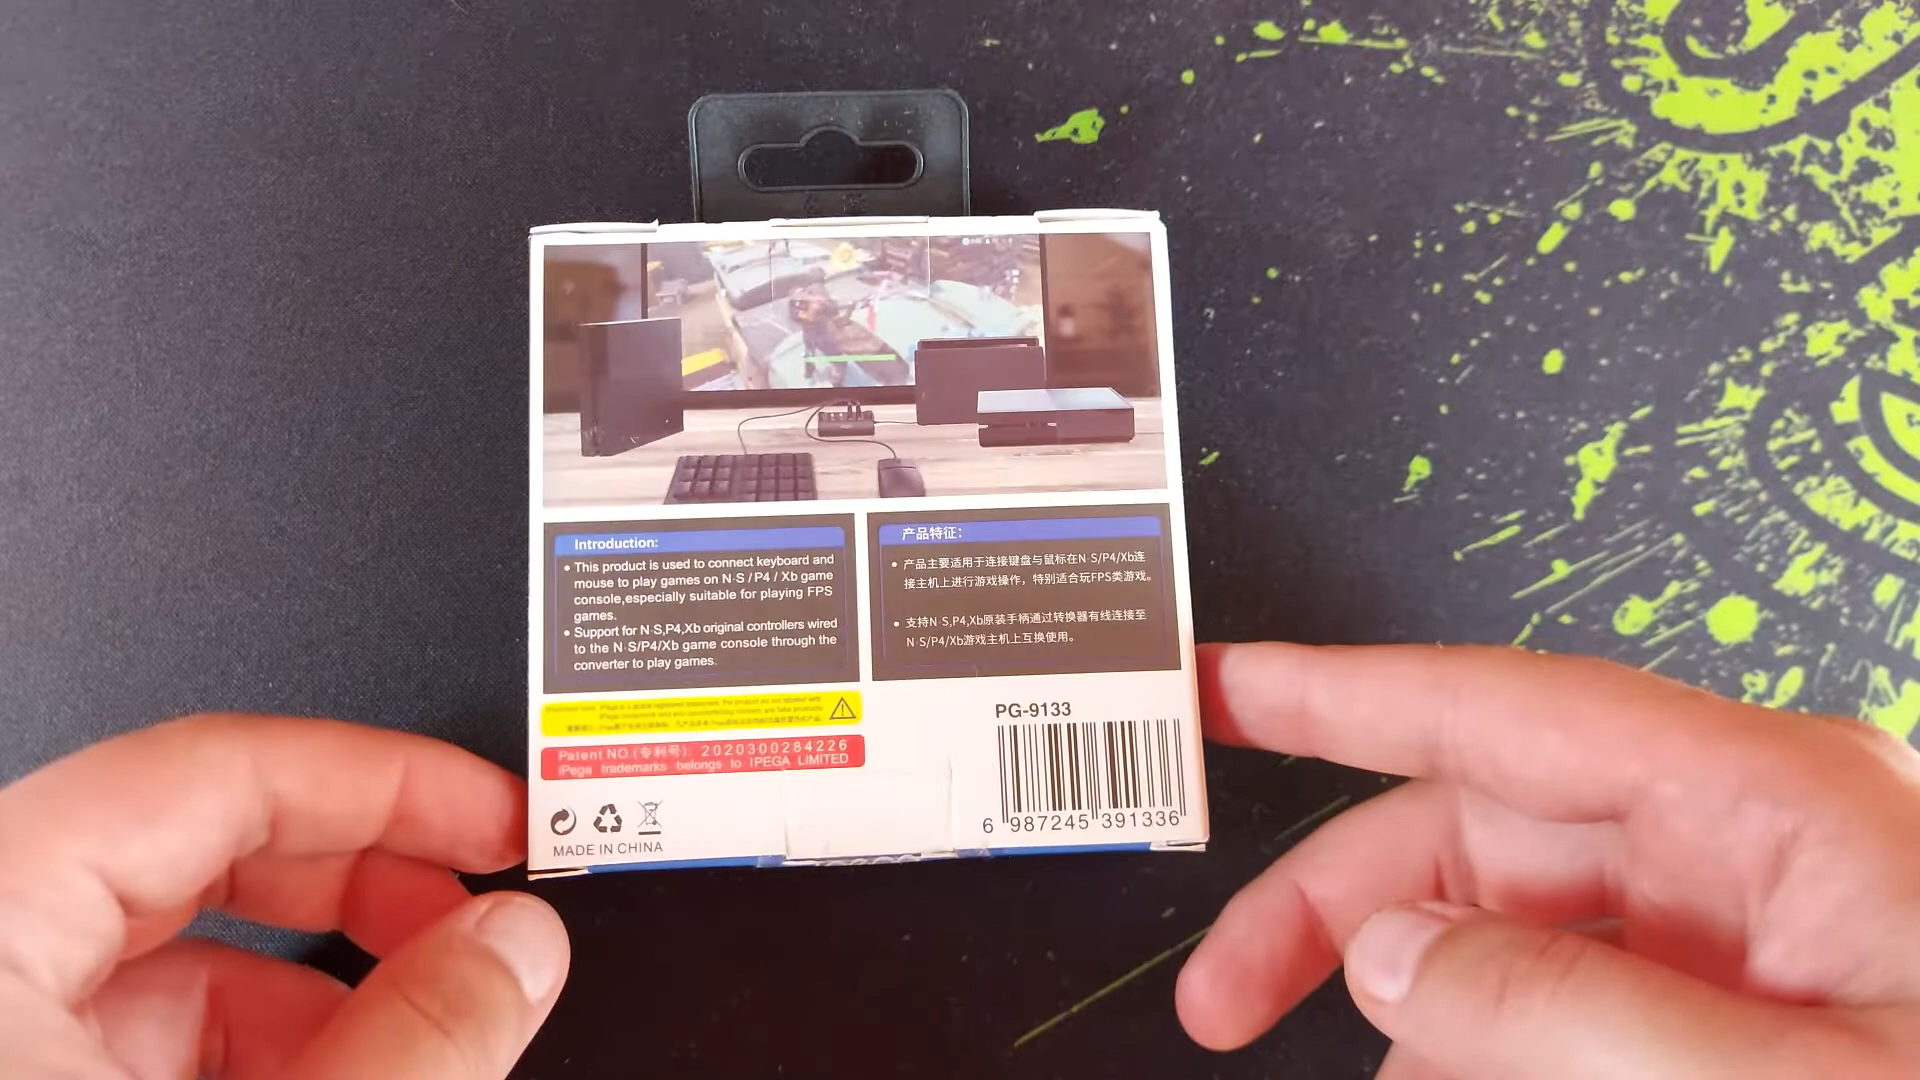 Introduction:
• This product is used to connect keyboard and
mouse to play games on N·S / P4 / Xb game
console,especially suitable for playing FPS
games.
• Support for N·S,P4,Xb original controllers wired
to the N·S/P4/Xb game console through the
converter to play games.
产品特征：
• 产品主要适用于连接键盘与鼠标在N·S/P4/Xb连
接主机上进行游戏操作，特别适合玩FPS类游戏。
• 支持N·S,P4,Xb原装手柄通过转换器有线连接至
N·S/P4/Xb游戏主机上互换使用。
Patent NO.(专利号): 2020300284226
iPega trademarks belongs to IPEGA LIMITED
MADE IN CHINA
PG-9133
6 987245 391336